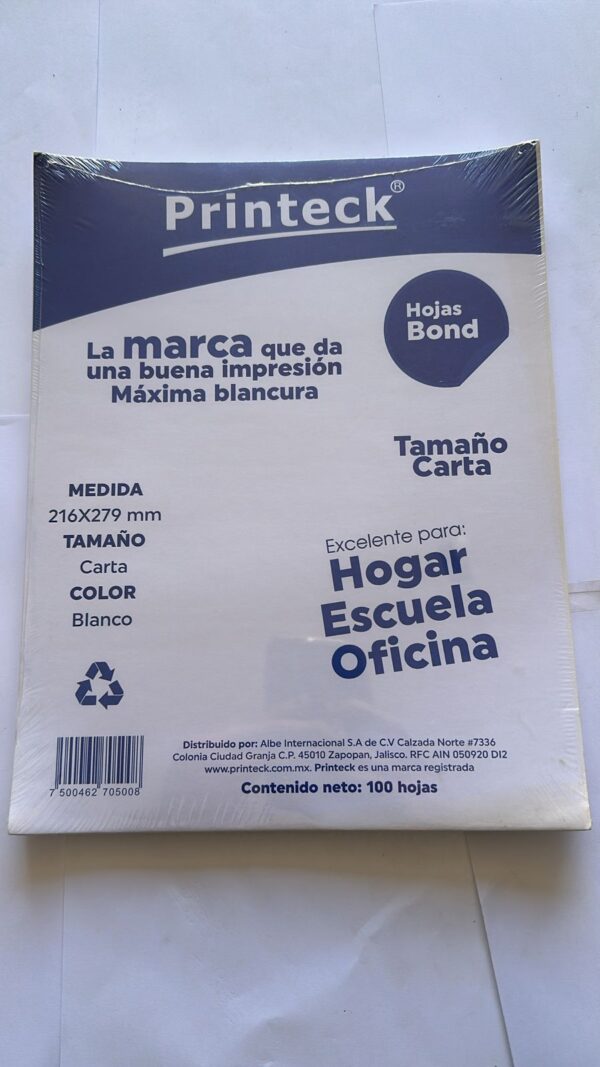 Printeck®
Hojas
Bond
La marca que da
una buena impresión
Máxima blancura
Tamaño
Carta
MEDIDA
216X279 mm
TAMAÑO
Carta
COLOR
Blanco
Excelente para:
Hogar
Escuela
Oficina
Distribuido por: Albe Internacional S.A de C.V Calzada Norte #7336
Colonia Ciudad Granja C.P. 45010 Zapopan, Jalisco. RFC AIN 050920 DI2
www.printeck.com.mx. Printeck es una marca registrada
Contenido neto: 100 hojas
7 500462 705008